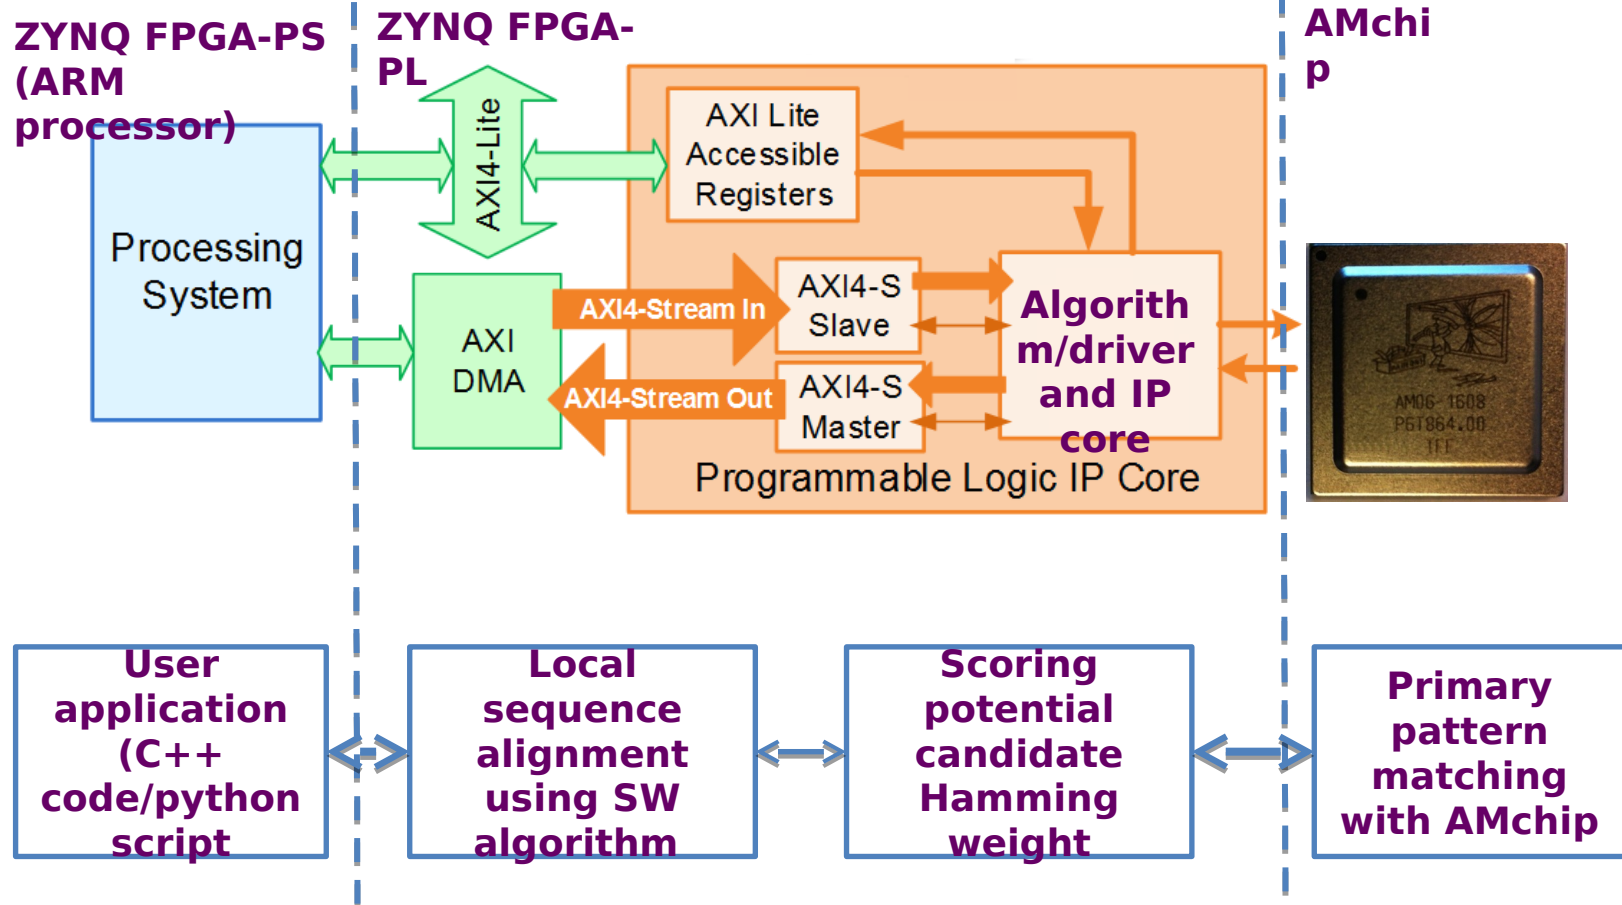 ZYNQ FPGA-PS
(ARM
processor)
ZYNQ FPGA-
PL
AMchi
p
Processing
System
AXI4-Lite
AXI Lite
Accessible
Registers
AXI
DMA
AXI4-Stream In
AXI4-Stream Out
AXI4-S
Slave
AXI4-S
Master
Algorith
m/driver
and IP
core
Programmable Logic IP Core
AM06-1608
P6T864.00
User
application
(C++
code/python
script
Local
sequence
alignment
using SW
algorithm
Scoring
potential
candidate
Hamming
weight
Primary
pattern
matching
with AMchip